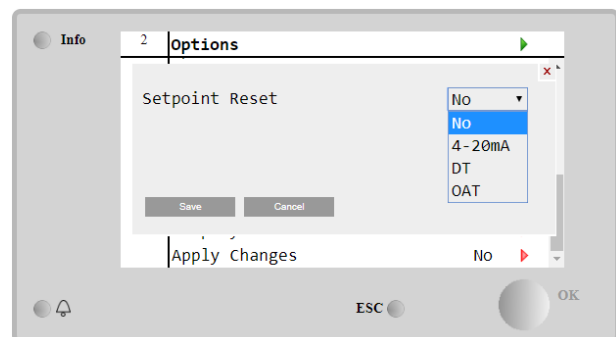 Info
2 Options
x
Setpoint Reset No
No
4-20mA
DT
OAT
Save Cancel
Apply Changes No
ESC
OK